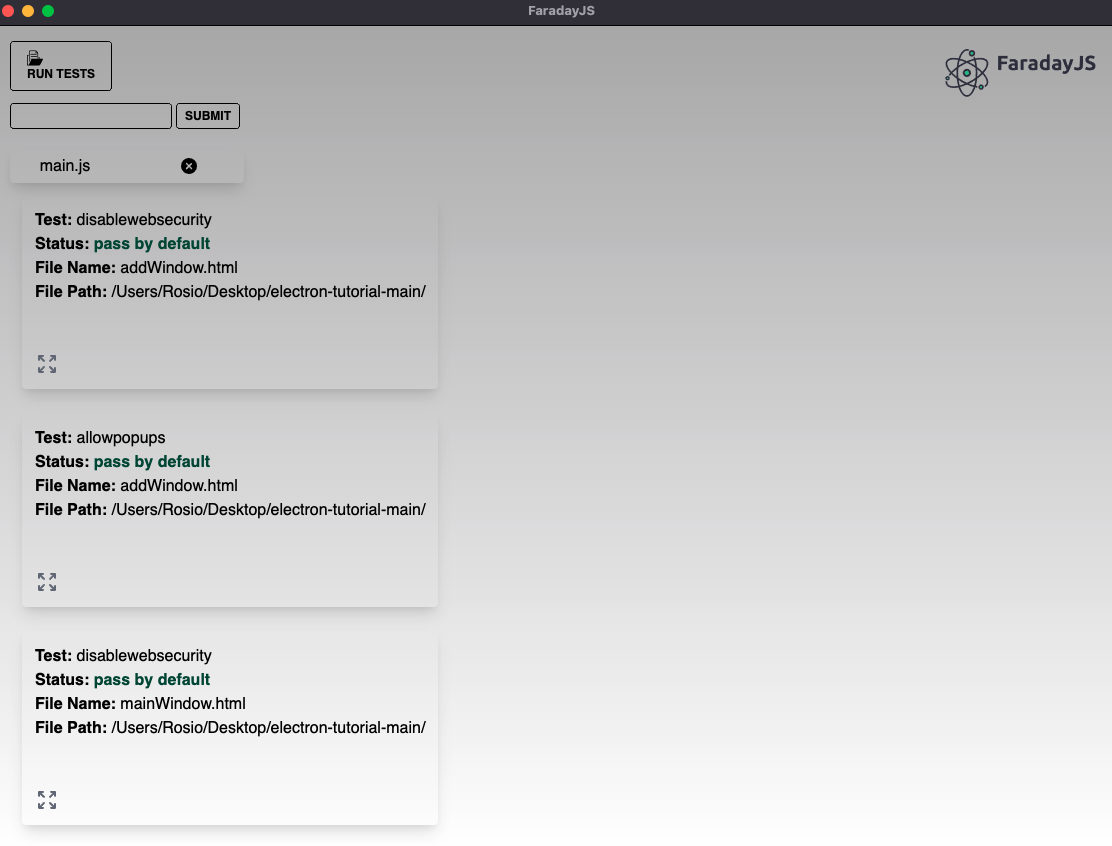 FaradayJS
RUN TESTS
FaradayJS
SUBMIT
main.js
Test: disablewebsecurity
Status: pass by default
File Name: addWindow.html
File Path: /Users/Rosio/Desktop/electron-tutorial-main/
Test: allowpopups
Status: pass by default
File Name: addWindow.html
File Path: /Users/Rosio/Desktop/electron-tutorial-main/
Test: disablewebsecurity
Status: pass by default
File Name: mainWindow.html
File Path: /Users/Rosio/Desktop/electron-tutorial-main/